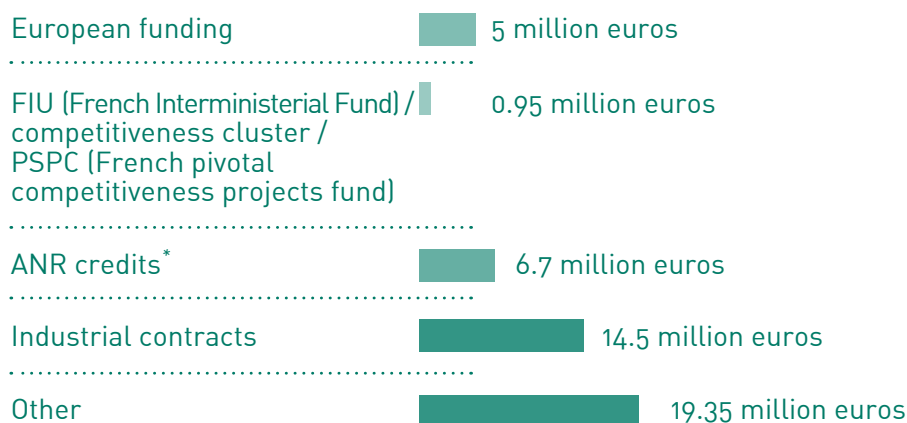 European funding 5 million euros
FIU (French Interministerial Fund) / 0.95 million euros
competitiveness cluster /
PSPC (French pivotal
competitiveness projects fund)
ANR credits* 6.7 million euros
Industrial contracts 14.5 million euros
Other 19.35 million euros